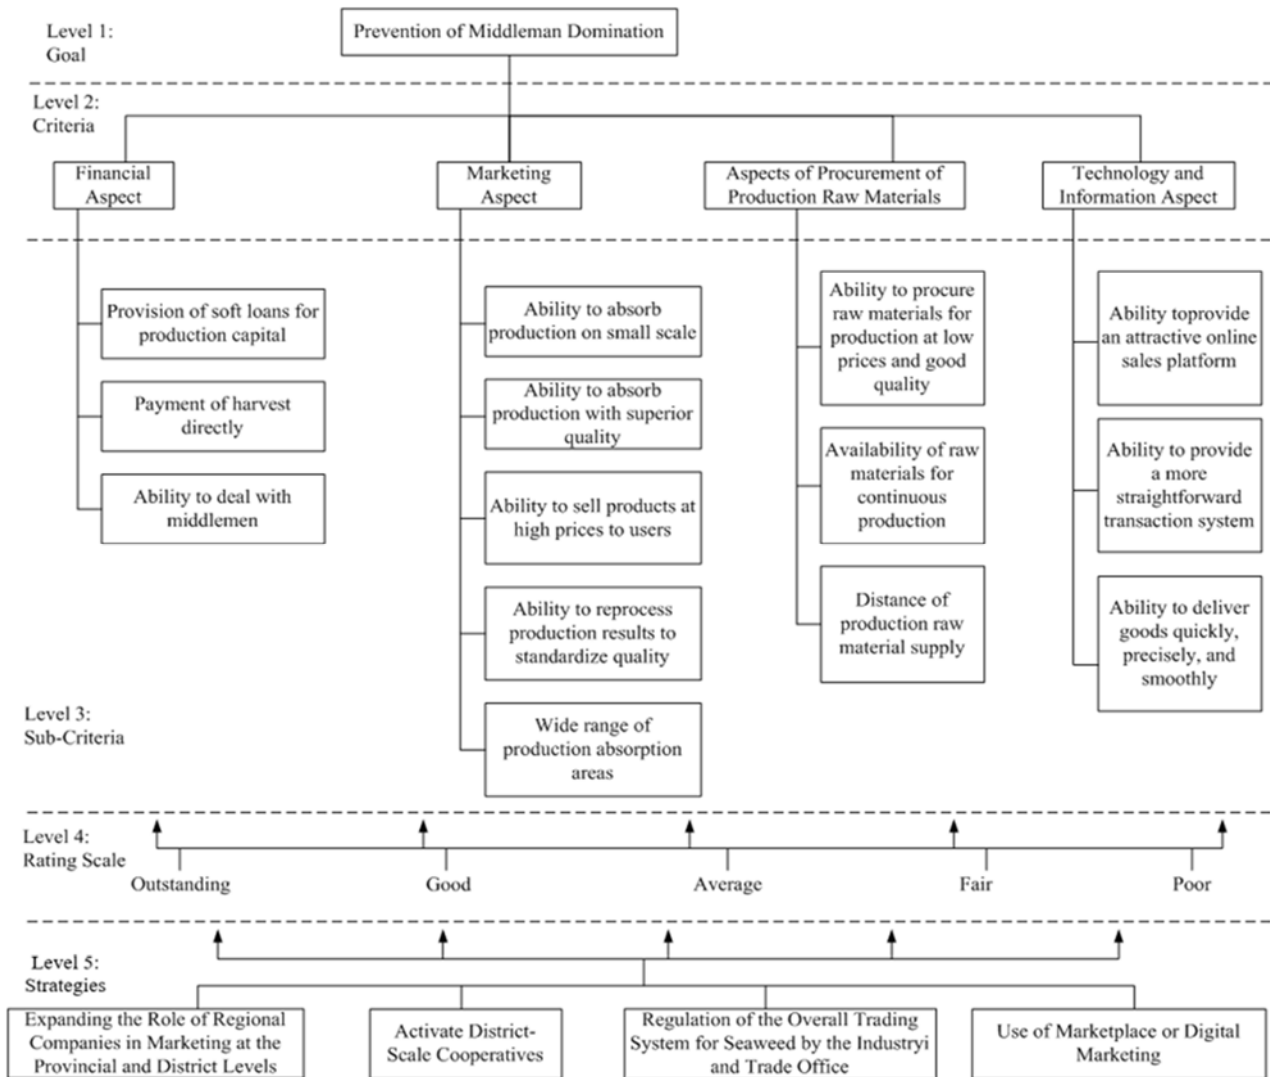 Level 1:
Goal
Prevention of Middleman Domination
Level 2:
Criteria
Financial
Aspect
Marketing
Aspect
Aspects of Procurement of
Production Raw Materials
Technology and
Information Aspect
Provision of soft loans for
production capital
Payment of harvest
directly
Ability to deal with
middlemen
Ability to absorb
production on small scale
Ability to absorb
production with superior
quality
Ability to sell products at
high prices to users
Ability to reprocess
production results to
standardize quality
Wide range of
production absorption
areas
Ability to procure
raw materials for
production at low
prices and good
quality
Availability of raw
materials for
continuous
production
Distance of
production raw
material supply
Ability toprovide
an attractive online
sales platform
Ability to provide
a more
straightforward
transaction system
Ability to deliver
goods quickly,
precisely, and
smoothly
Level 3:
Sub-Criteria
Level 4:
Rating Scale
Outstanding
Good
Average
Fair
Poor
Level 5:
Strategies
Expanding the Role of Regional
Companies in Marketing at the
Provincial and District Levels
Activate District-
Scale Cooperatives
Regulation of the Overall Trading
System for Seaweed by the Industryi
and Trade Office
Use of Marketplace or Digital
Marketing